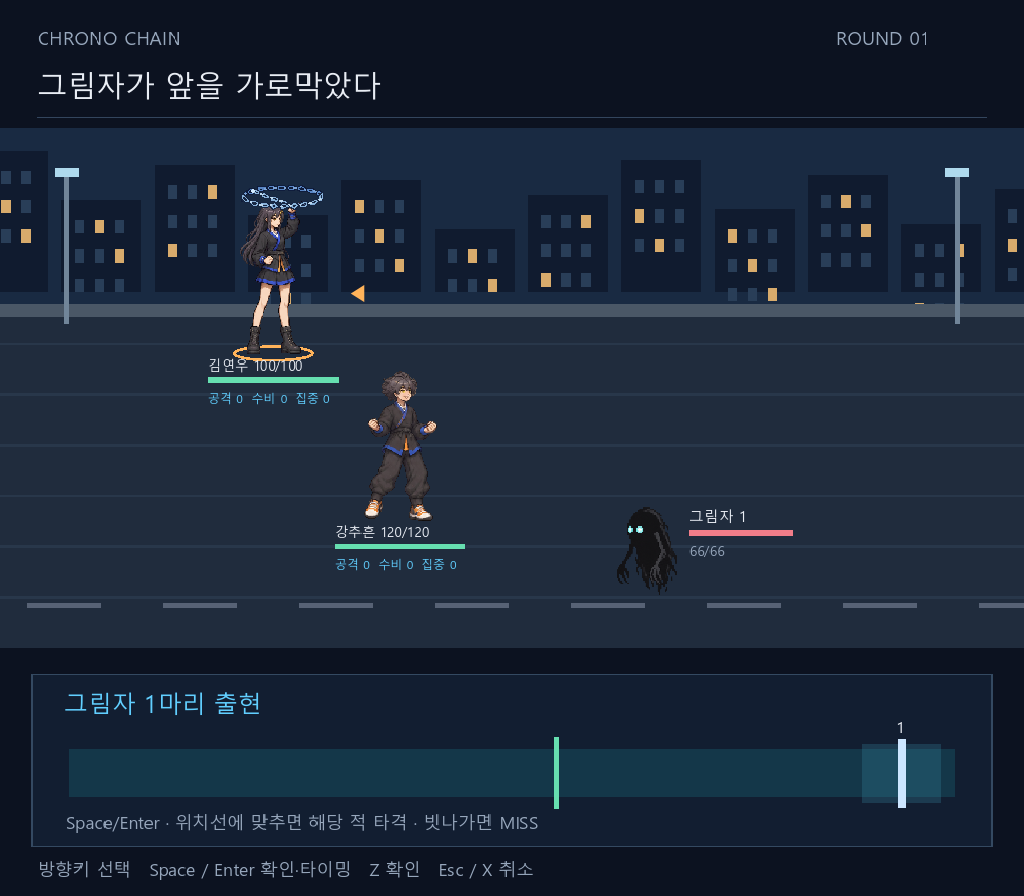 CHRONO CHAIN
ROUND 01
그림자가 앞을 가로막았다
김연우 100/100
공격 0 수비 0 집중 0
강추흔 120/120
공격 0 수비 0 집중 0
그림자 1
66/66
그림자 1마리 출현
1
Space/Enter · 위치선에 맞추면 해당 적 타격 · 빗나가면 MISS
방향키 선택 Space / Enter 확인·타이밍 Z 확인 Esc / X 취소